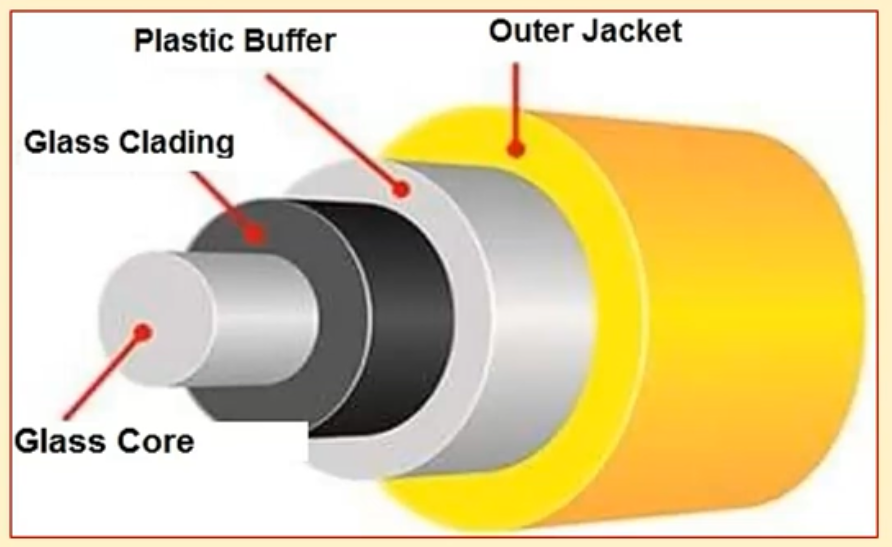 Plastic Buffer
Outer Jacket
Glass Clading
Glass Core